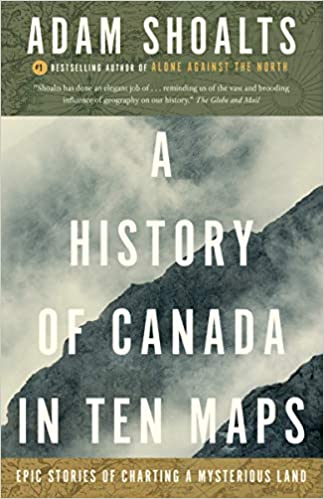 ADAM SHOALTS
#1 BESTSELLING AUTHOR OF ALONE AGAINST THE NORTH
"Shoalts has done an elegant job of . . . reminding us of the vast and brooding
influence of geography on our history." The Globe and Mail
A
HISTORY
OF CANADA
IN TEN MAPS
EPIC STORIES OF CHARTING A MYSTERIOUS LAND